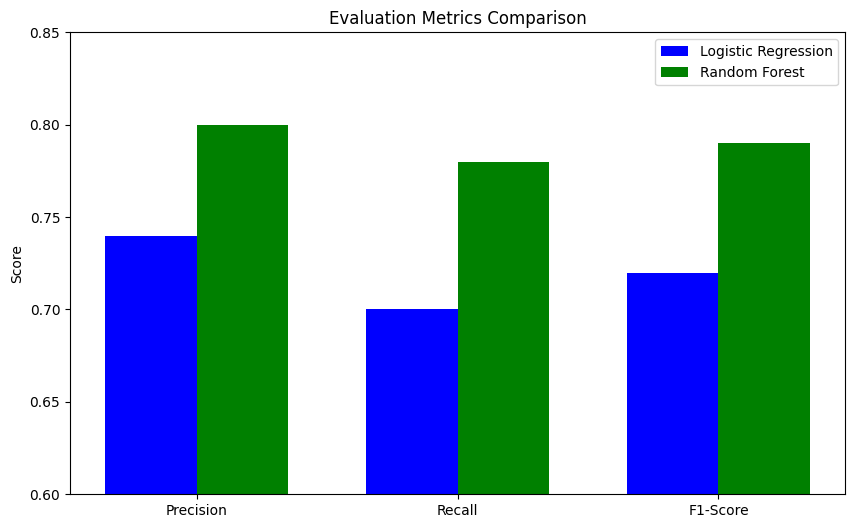 Evaluation Metrics Comparison
Logistic Regression
Random Forest
Score
0.85
0.80
0.75
0.70
0.65
0.60
Precision
Recall
F1-Score